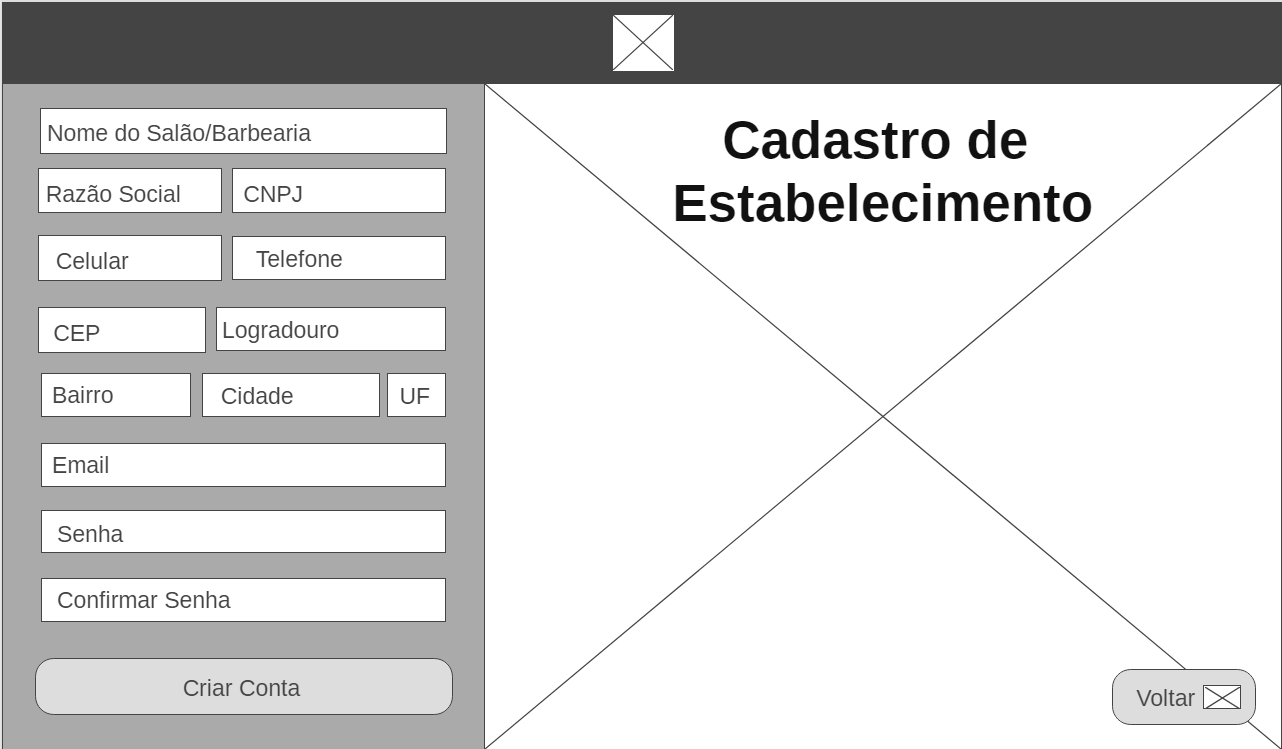 Nome do Salão/Barbearia
Razão Social
CNPJ
Celular
Telefone
CEP
Logradouro
Bairro
Cidade
UF
Email
Senha
Confirmar Senha
Criar Conta
Cadastro de
Estabelecimento
Voltar